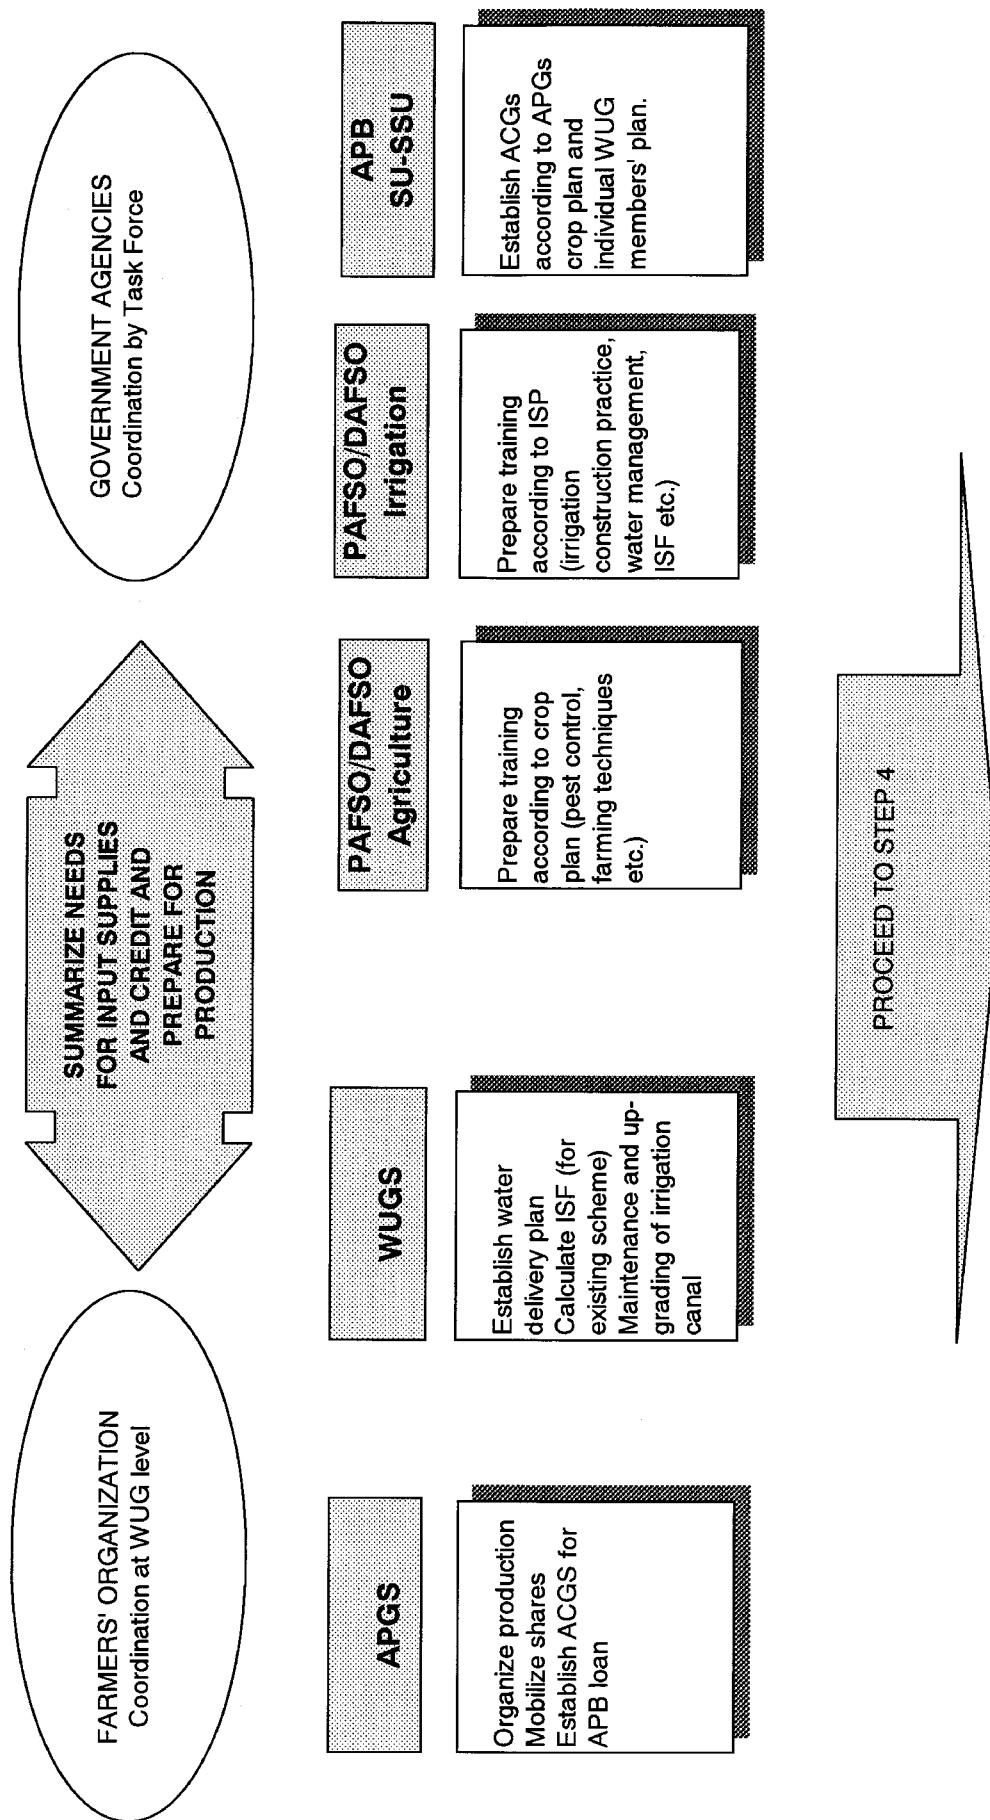 FARMERS' ORGANIZATION
Coordination at WUG level
SUMMARIZE NEEDS
FOR INPUT SUPPLIES
AND CREDIT AND
PREPARE FOR
PRODUCTION
GOVERNMENT AGENCIES
Coordination by Task Force
APGS
WUGS
PAFSO/DAFSO
Agriculture
PAFSO/DAFSO
Irrigation
APB
SU-SSU
Organize production
Mobilize shares
Establish ACGS for
APB loan
Establish water
delivery plan
Calculate ISF (for
existing scheme)
Maintenance and up-
grading of irrigation
canal
Prepare training
according to crop
plan (pest control,
farming techniques
etc.)
Prepare training
according to ISP
(irrigation
construction practice,
water management,
ISF etc.)
Establish ACGs
according to APGs
crop plan and
individual WUG
members' plan.
PROCEED TO STEP 4